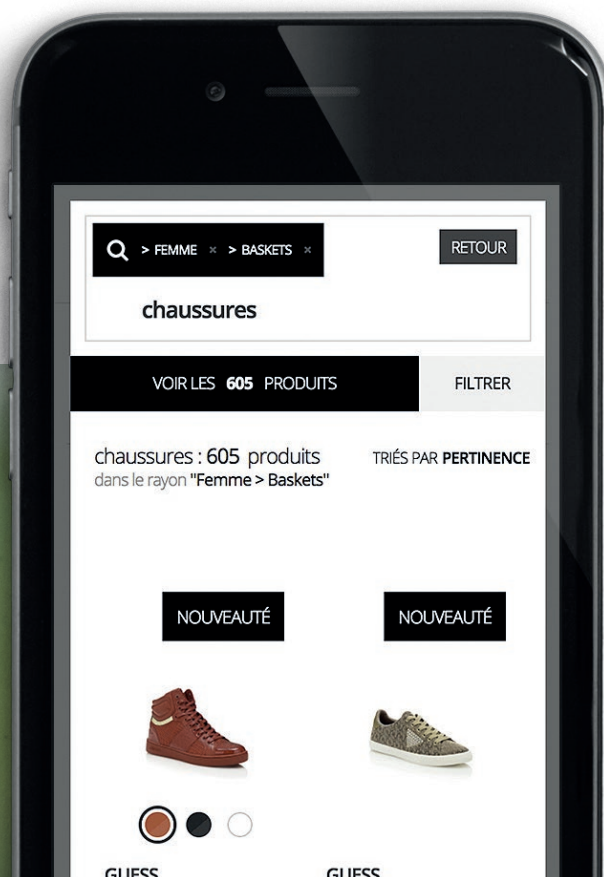 > FEMME × > BASKETS × RETOUR
chaussures
VOIR LES 605 PRODUITS FILTRER
chaussures : 605 produits TRIÉS PAR PERTINENCE
dans le rayon "Femme > Baskets"
NOUVEAUTÉ NOUVEAUTÉ
GUESS GUESS